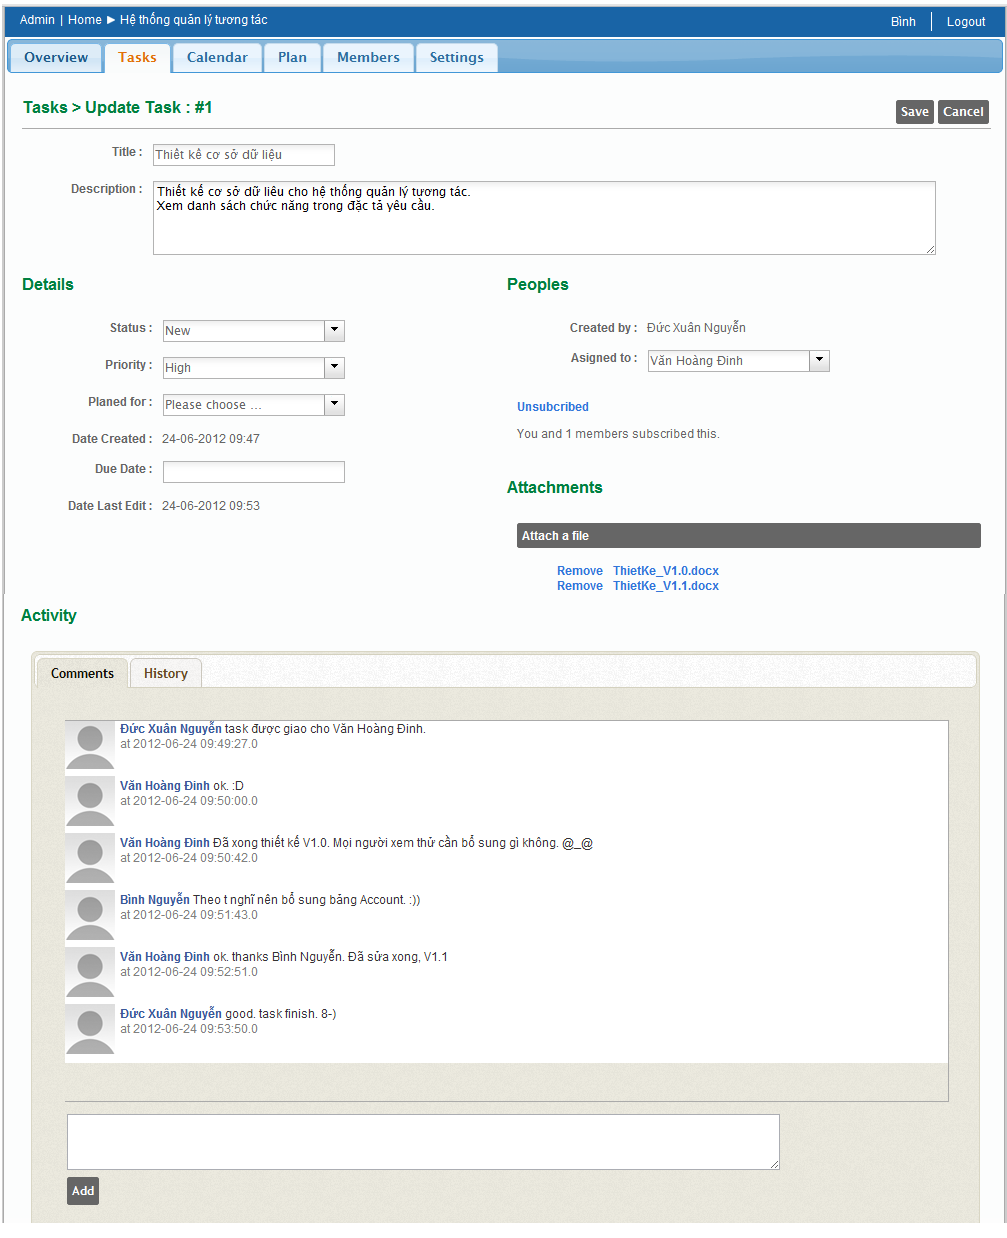 Admin | Home ► Hệ thống quản lý tương tác
Bình | Logout
Overview Tasks Calendar Plan Members Settings
Tasks > Update Task : #1
Save Cancel
Title : Thiết kế cơ sở dữ liệu
Description : Thiết kế cơ sở dữ liêu cho hệ thống quản lý tương tác.
Xem danh sách chức năng trong đặc tả yêu cầu.
Details
Status : New
Priority : High
Planed for : Please choose ...
Date Created : 24-06-2012 09:47
Due Date :
Date Last Edit : 24-06-2012 09:53
Peoples
Created by : Đức Xuân Nguyễn
Asigned to : Văn Hoàng Đinh
Unsubcribed
You and 1 members subscribed this.
Attachments
Attach a file
Remove ThietKe_V1.0.docx
Remove ThietKe_V1.1.docx
Activity
Comments History
Đức Xuân Nguyễn task được giao cho Văn Hoàng Đinh.
at 2012-06-24 09:49:27.0
Văn Hoàng Đinh ok. :D
at 2012-06-24 09:50:00.0
Văn Hoàng Đinh Đã xong thiết kế V1.0. Mọi người xem thử cần bổ sung gì không. @_@
at 2012-06-24 09:50:42.0
Bình Nguyễn Theo t nghĩ nên bổ sung bảng Account. :))
at 2012-06-24 09:51:43.0
Văn Hoàng Đinh ok. thanks Bình Nguyễn. Đã sửa xong, V1.1
at 2012-06-24 09:52:51.0
Đức Xuân Nguyễn good. task finish. 8-)
at 2012-06-24 09:53:50.0
Add